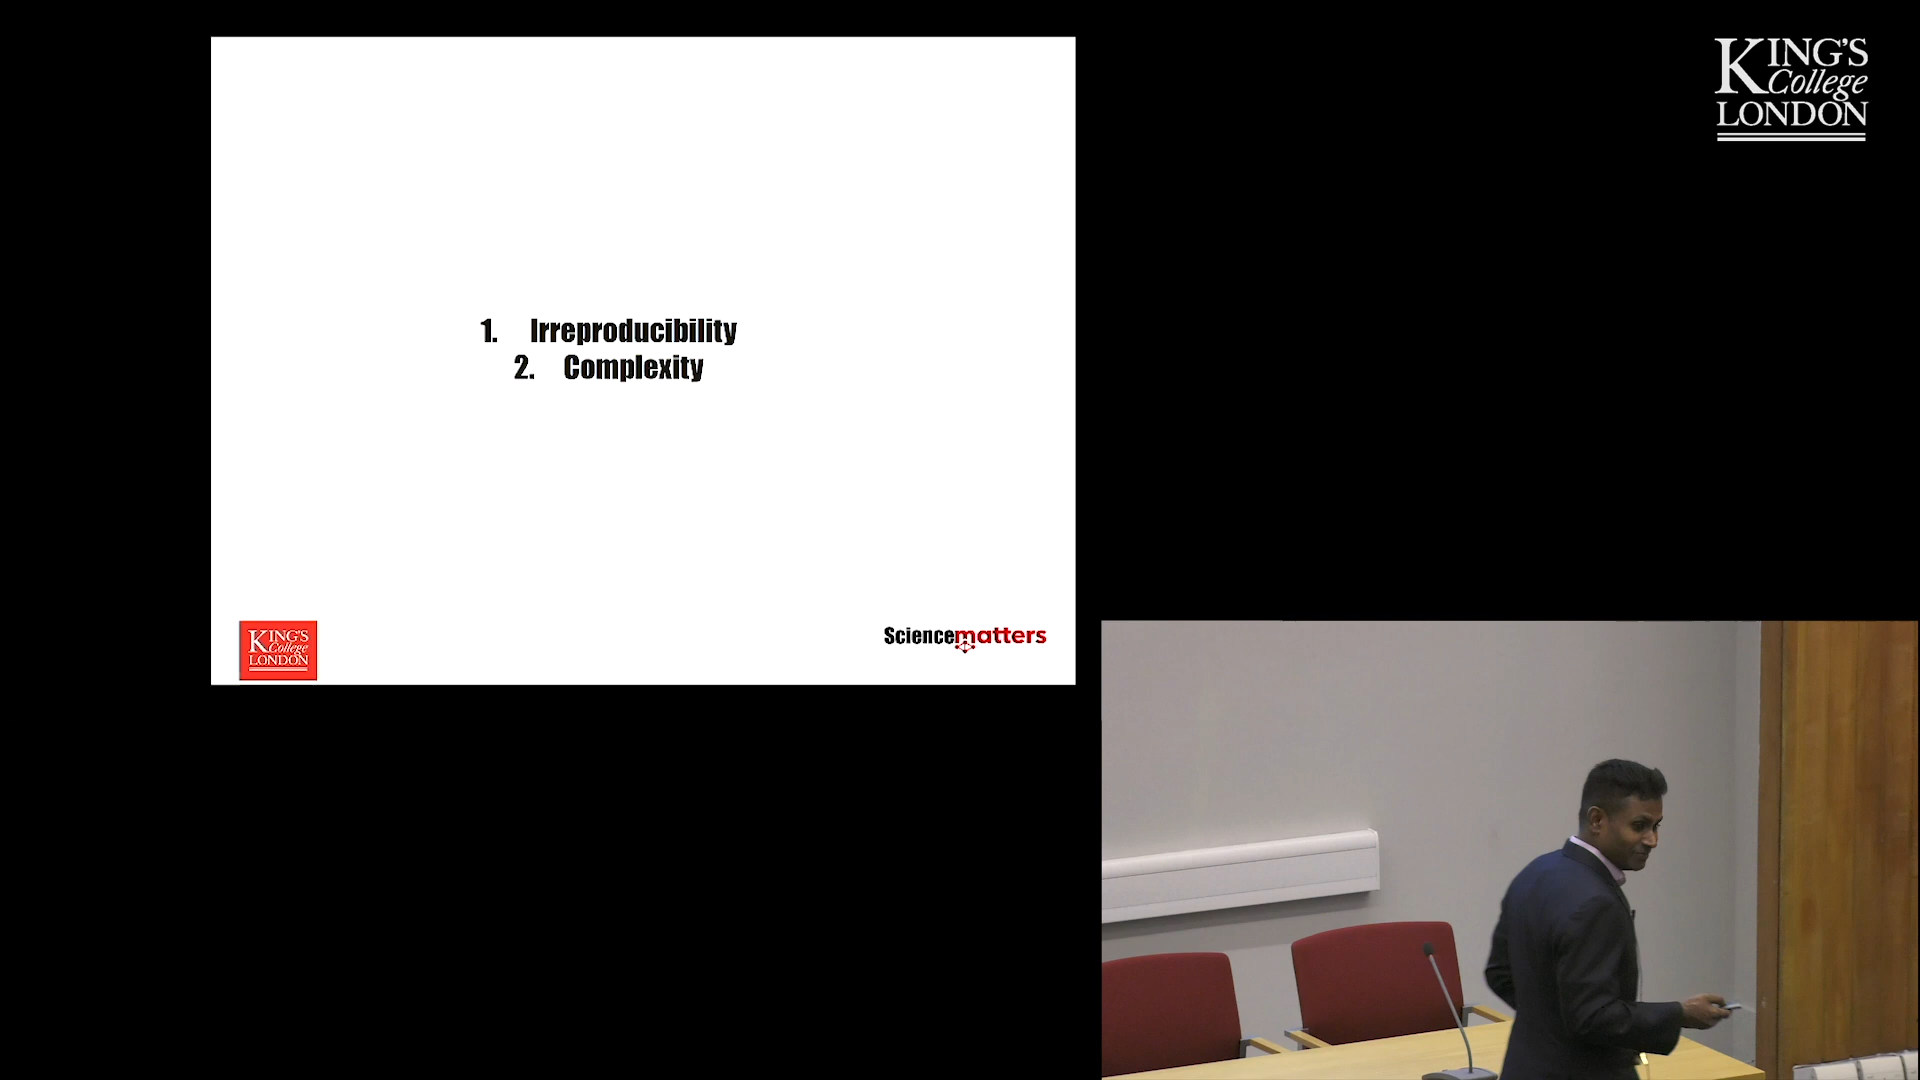 1. Irreproducibility
2. Complexity
KING'S
College
LONDON
Sciencematters
KING'S
College
LONDON